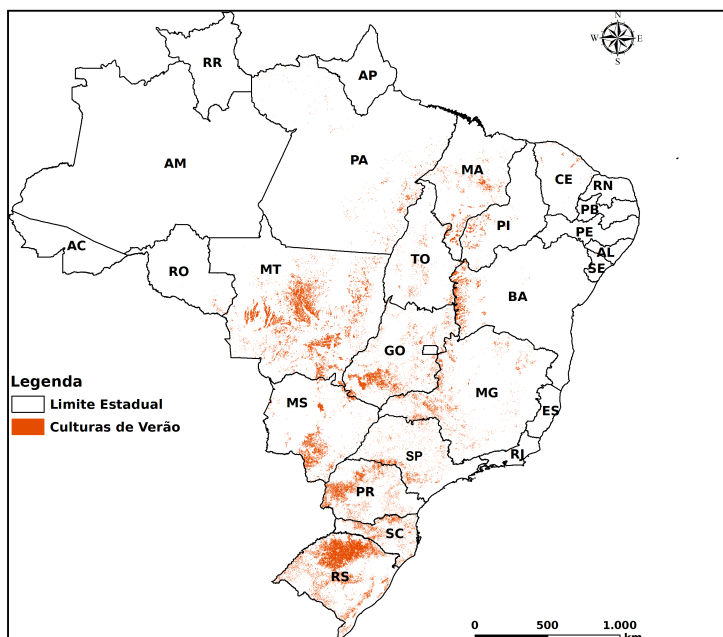 N
W E
S
RR
AP
AM
PA
MA
CE
RN
PB
PE
PI
AL
SE
AC
RO
MT
TO
BA
GO
MG
ES
MS
SP
RJ
PR
SC
RS
Legenda
Limite Estadual
Culturas de Verão
0 500 1.000
km